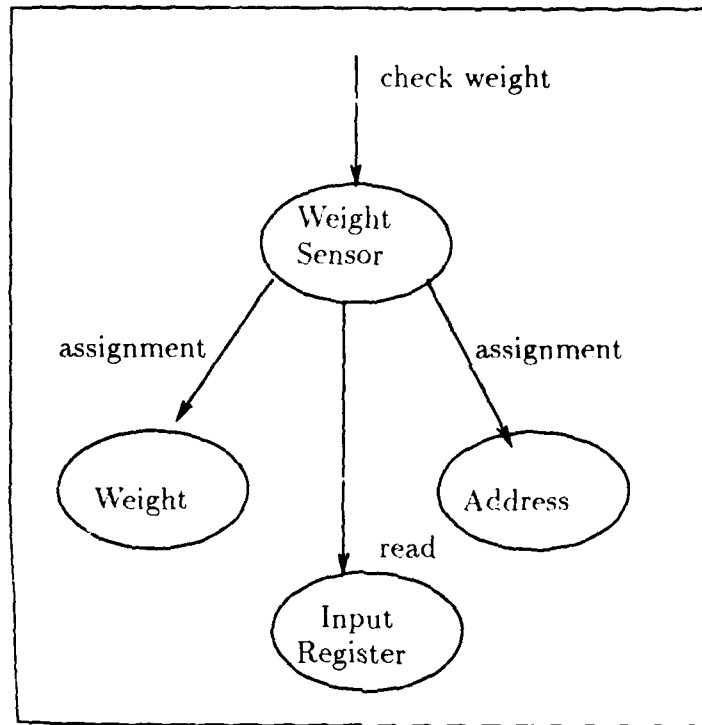 check weight
Weight
Sensor
assignment
assignment
Weight
Address
read
Input
Register